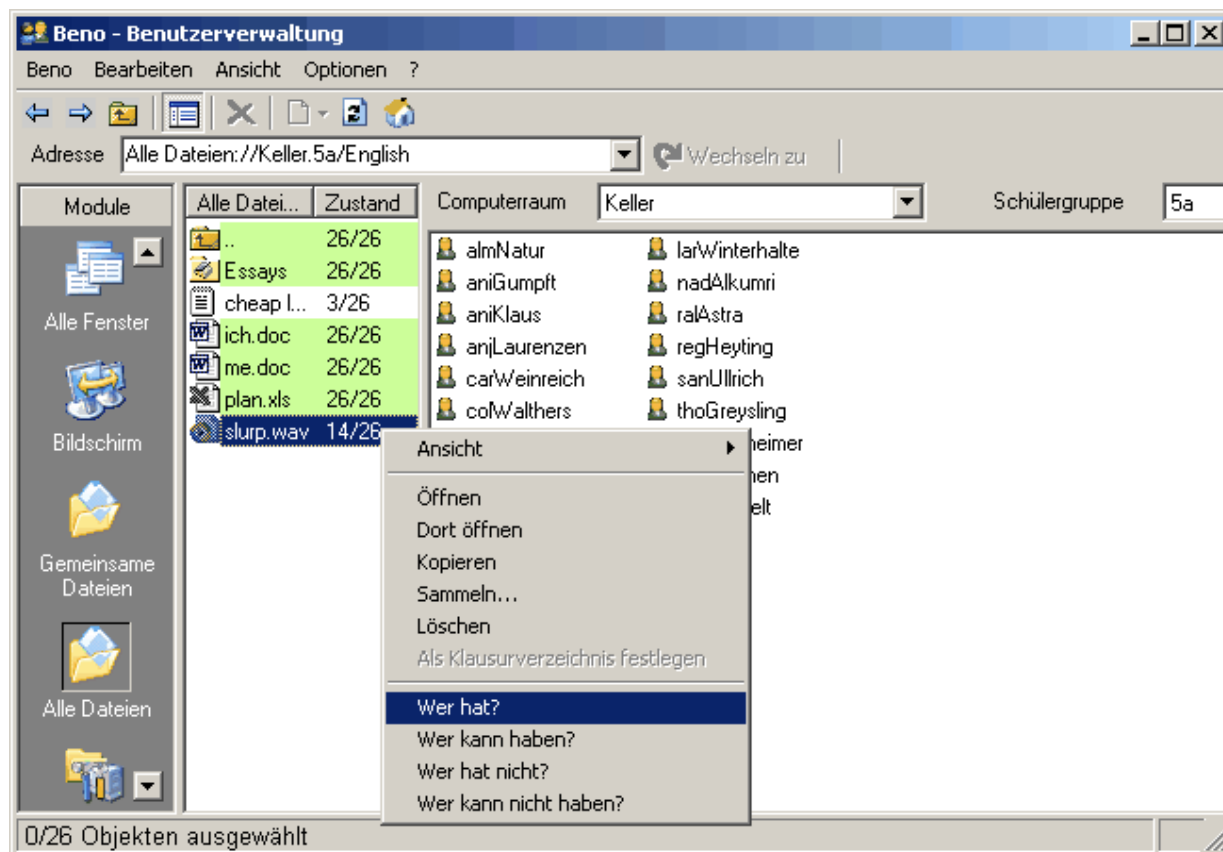 Beno - Benutzerverwaltung
Beno Bearbeiten Ansicht Optionen ?
Adresse Alle Dateien://Keller.5a/English Wechseln zu
Module
Alle Fenster
Bildschirm
Gemeinsame
Dateien
Alle Dateien
Alle Datei... Zustand
.. 26/26
Essays 26/26
cheap l... 3/26
ich.doc 26/26
me.doc 26/26
plan.xls 26/26
slurp.wav 14/26
Computerraum Keller Schülergruppe 5a
almNatur larWinterhalte
aniGumpft nadAlkumri
aniKlaus ralAstra
anjLaurenzen regHeyting
carWeinreich sanUllrich
colWalthers thoGreysling
heimer
nen
elt
Ansicht
Öffnen
Dort öffnen
Kopieren
Sammeln...
Löschen
Als Klausurverzeichnis festlegen
Wer hat?
Wer kann haben?
Wer hat nicht?
Wer kann nicht haben?
0/26 Objekten ausgewählt